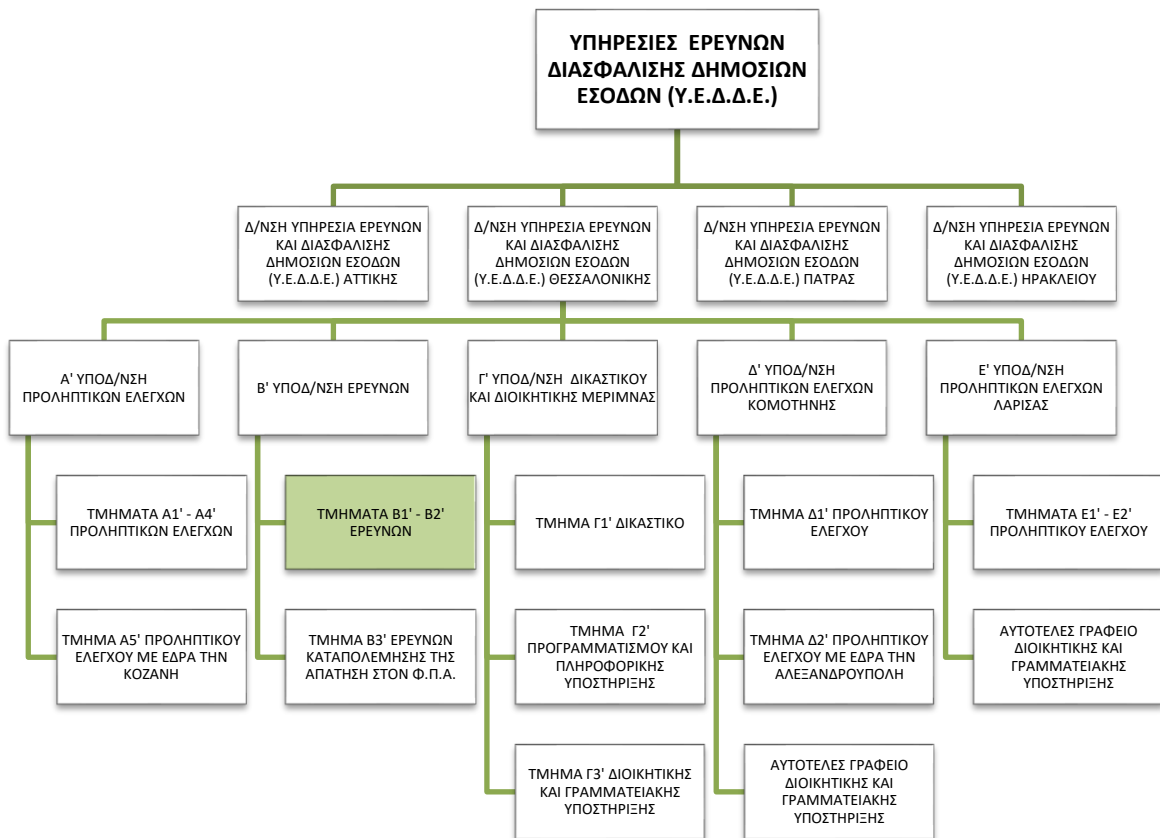 ΥΠΗΡΕΣΙΕΣ ΕΡΕΥΝΩΝ
ΔΙΑΣΦΑΛΙΣΗΣ ΔΗΜΟΣΙΩΝ
ΕΣΟΔΩΝ (Υ.Ε.Δ.Δ.Ε.)
Δ/ΝΣΗ ΥΠΗΡΕΣΙΑ ΕΡΕΥΝΩΝ
ΚΑΙ ΔΙΑΣΦΑΛΙΣΗΣ
ΔΗΜΟΣΙΩΝ ΕΣΟΔΩΝ
(Υ.Ε.Δ.Δ.Ε.) ΑΤΤΙΚΗΣ
Δ/ΝΣΗ ΥΠΗΡΕΣΙΑ ΕΡΕΥΝΩΝ
ΚΑΙ ΔΙΑΣΦΑΛΙΣΗΣ
ΔΗΜΟΣΙΩΝ ΕΣΟΔΩΝ
(Υ.Ε.Δ.Δ.Ε.) ΘΕΣΣΑΛΟΝΙΚΗΣ
Δ/ΝΣΗ ΥΠΗΡΕΣΙΑ ΕΡΕΥΝΩΝ
ΚΑΙ ΔΙΑΣΦΑΛΙΣΗΣ
ΔΗΜΟΣΙΩΝ ΕΣΟΔΩΝ
(Υ.Ε.Δ.Δ.Ε.) ΠΑΤΡΑΣ
Δ/ΝΣΗ ΥΠΗΡΕΣΙΑ ΕΡΕΥΝΩΝ
ΚΑΙ ΔΙΑΣΦΑΛΙΣΗΣ
ΔΗΜΟΣΙΩΝ ΕΣΟΔΩΝ
(Υ.Ε.Δ.Δ.Ε.) ΗΡΑΚΛΕΙΟΥ
Α' ΥΠΟΔ/ΝΣΗ
ΠΡΟΛΗΠΤΙΚΩΝ ΕΛΕΓΧΩΝ
Β' ΥΠΟΔ/ΝΣΗ ΕΡΕΥΝΩΝ
Γ' ΥΠΟΔ/ΝΣΗ ΔΙΚΑΣΤΙΚΟΥ
ΚΑΙ ΔΙΟΙΚΗΤΙΚΗΣ ΜΕΡΙΜΝΑΣ
Δ' ΥΠΟΔ/ΝΣΗ
ΠΡΟΛΗΠΤΙΚΩΝ ΕΛΕΓΧΩΝ
ΚΟΜΟΤΗΝΗΣ
Ε' ΥΠΟΔ/ΝΣΗ
ΠΡΟΛΗΠΤΙΚΩΝ ΕΛΕΓΧΩΝ
ΛΑΡΙΣΑΣ
ΤΜΗΜΑΤΑ Α1' - Α4'
ΠΡΟΛΗΠΤΙΚΩΝ ΕΛΕΓΧΩΝ
ΤΜΗΜΑΤΑ Β1' - Β2'
ΕΡΕΥΝΩΝ
ΤΜΗΜΑ Γ1' ΔΙΚΑΣΤΙΚΟ
ΤΜΗΜΑ Δ1' ΠΡΟΛΗΠΤΙΚΟΥ
ΕΛΕΓΧΟΥ
ΤΜΗΜΑΤΑ Ε1' - Ε2'
ΠΡΟΛΗΠΤΙΚΟΥ ΕΛΕΓΧΟΥ
ΤΜΗΜΑ Α5' ΠΡΟΛΗΠΤΙΚΟΥ
ΕΛΕΓΧΟΥ ΜΕ ΕΔΡΑ ΤΗΝ
ΚΟΖΑΝΗ
ΤΜΗΜΑ Β3' ΕΡΕΥΝΩΝ
ΚΑΤΑΠΟΛΕΜΗΣΗΣ ΤΗΣ
ΑΠΑΤΗΣΗ ΣΤΟΝ Φ.Π.Α.
ΤΜΗΜΑ Γ2'
ΠΡΟΓΡΑΜΜΑΤΙΣΜΟΥ ΚΑΙ
ΠΛΗΡΟΦΟΡΙΚΗΣ
ΥΠΟΣΤΗΡΙΞΗΣ
ΤΜΗΜΑ Δ2' ΠΡΟΛΗΠΤΙΚΟΥ
ΕΛΕΓΧΟΥ ΜΕ ΕΔΡΑ ΤΗΝ
ΑΛΕΞΑΝΔΡΟΥΠΟΛΗ
ΑΥΤΟΤΕΛΕΣ ΓΡΑΦΕΙΟ
ΔΙΟΙΚΗΤΙΚΗΣ ΚΑΙ
ΓΡΑΜΜΑΤΕΙΑΚΗΣ
ΥΠΟΣΤΗΡΙΞΗΣ
ΤΜΗΜΑ Γ3' ΔΙΟΙΚΗΤΙΚΗΣ
ΚΑΙ ΓΡΑΜΜΑΤΕΙΑΚΗΣ
ΥΠΟΣΤΗΡΙΞΗΣ
ΑΥΤΟΤΕΛΕΣ ΓΡΑΦΕΙΟ
ΔΙΟΙΚΗΤΙΚΗΣ ΚΑΙ
ΓΡΑΜΜΑΤΕΙΑΚΗΣ
ΥΠΟΣΤΗΡΙΞΗΣ